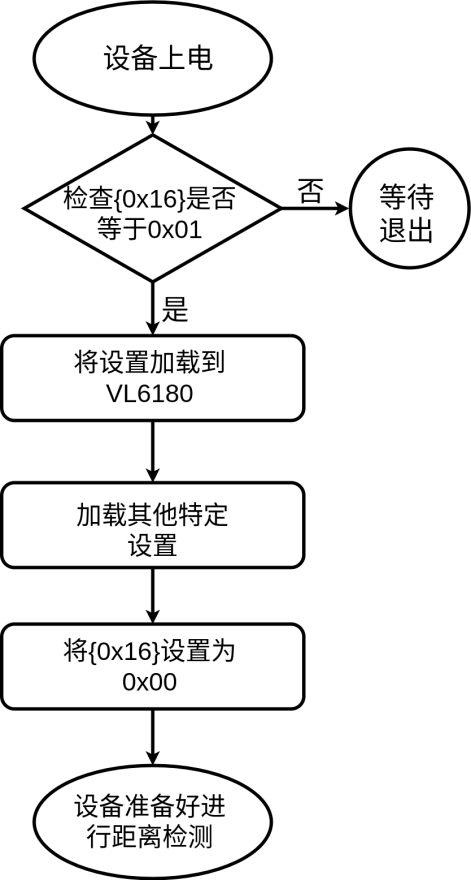 设备上电
检查{0x16}是否
等于0x01
否
等待
退出
是
将设置加载到
VL6180
加载其他特定
设置
将{0x16}设置为
0x00
设备准备好进
行距离检测